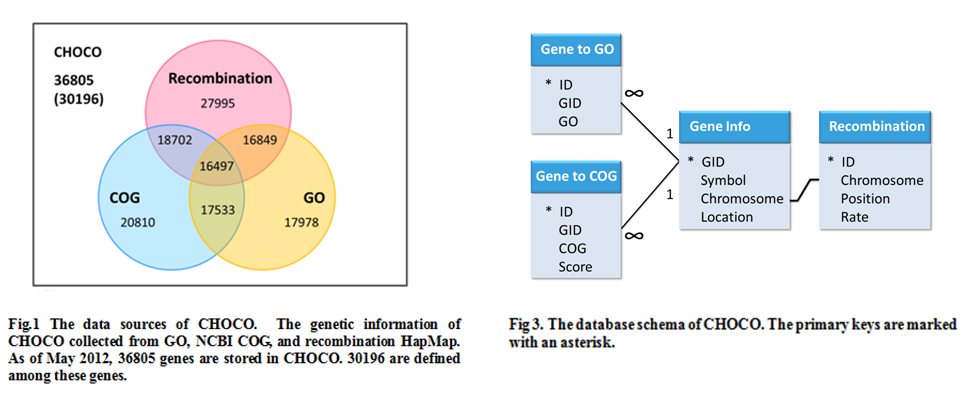 CHOCO
36805
(30196)
Recombination
27995
18702
16849
16497
COG
GO
17533
20810
17978
Fig.1 The data sources of CHOCO. The genetic information of
CHOCO collected from GO, NCBI COG, and recombination HapMap.
As of May 2012, 36805 genes are stored in CHOCO. 30196 are defined
among these genes.
Gene to GO
* ID
GID
GO
∞
1
Gene to COG
* ID
GID
COG
Score
∞
1
Gene Info
* GID
Symbol
Chromosome
Location
Recombination
* ID
Chromosome
Position
Rate
Fig 3. The database schema of CHOCO. The primary keys are marked
with an asterisk.